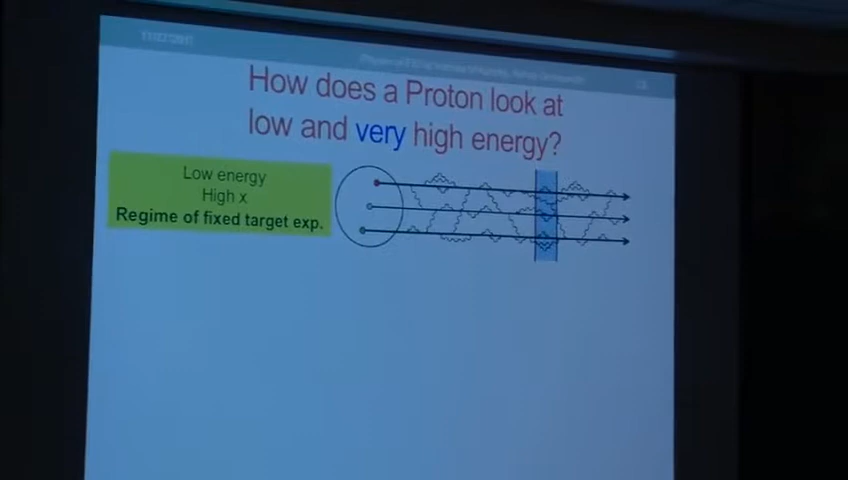 How does a Proton look at
low and very high energy?
Low energy
High x
Regime of fixed target exp.